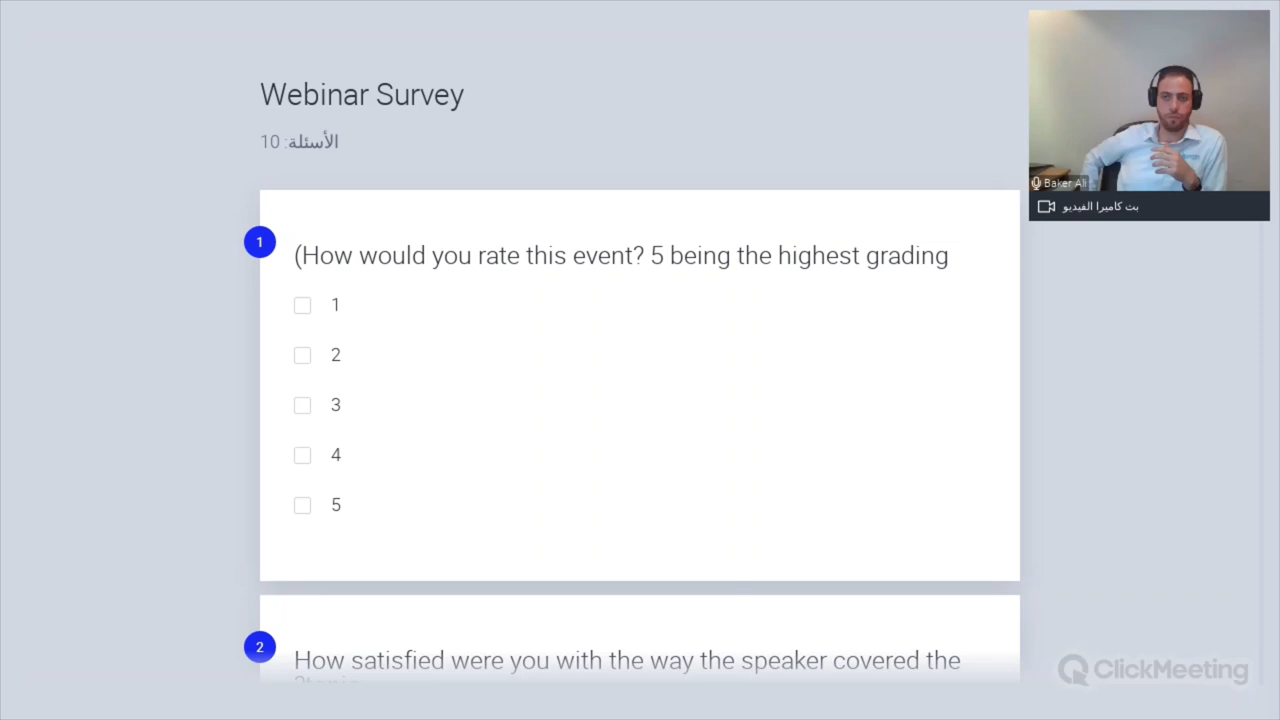 Webinar Survey
الأسئلة: 10
1
(How would you rate this event? 5 being the highest grading
1
2
3
4
5
2
How satisfied were you with the way the speaker covered the
Baker Ali
بث كاميرا الفيديو
ClickMeeting